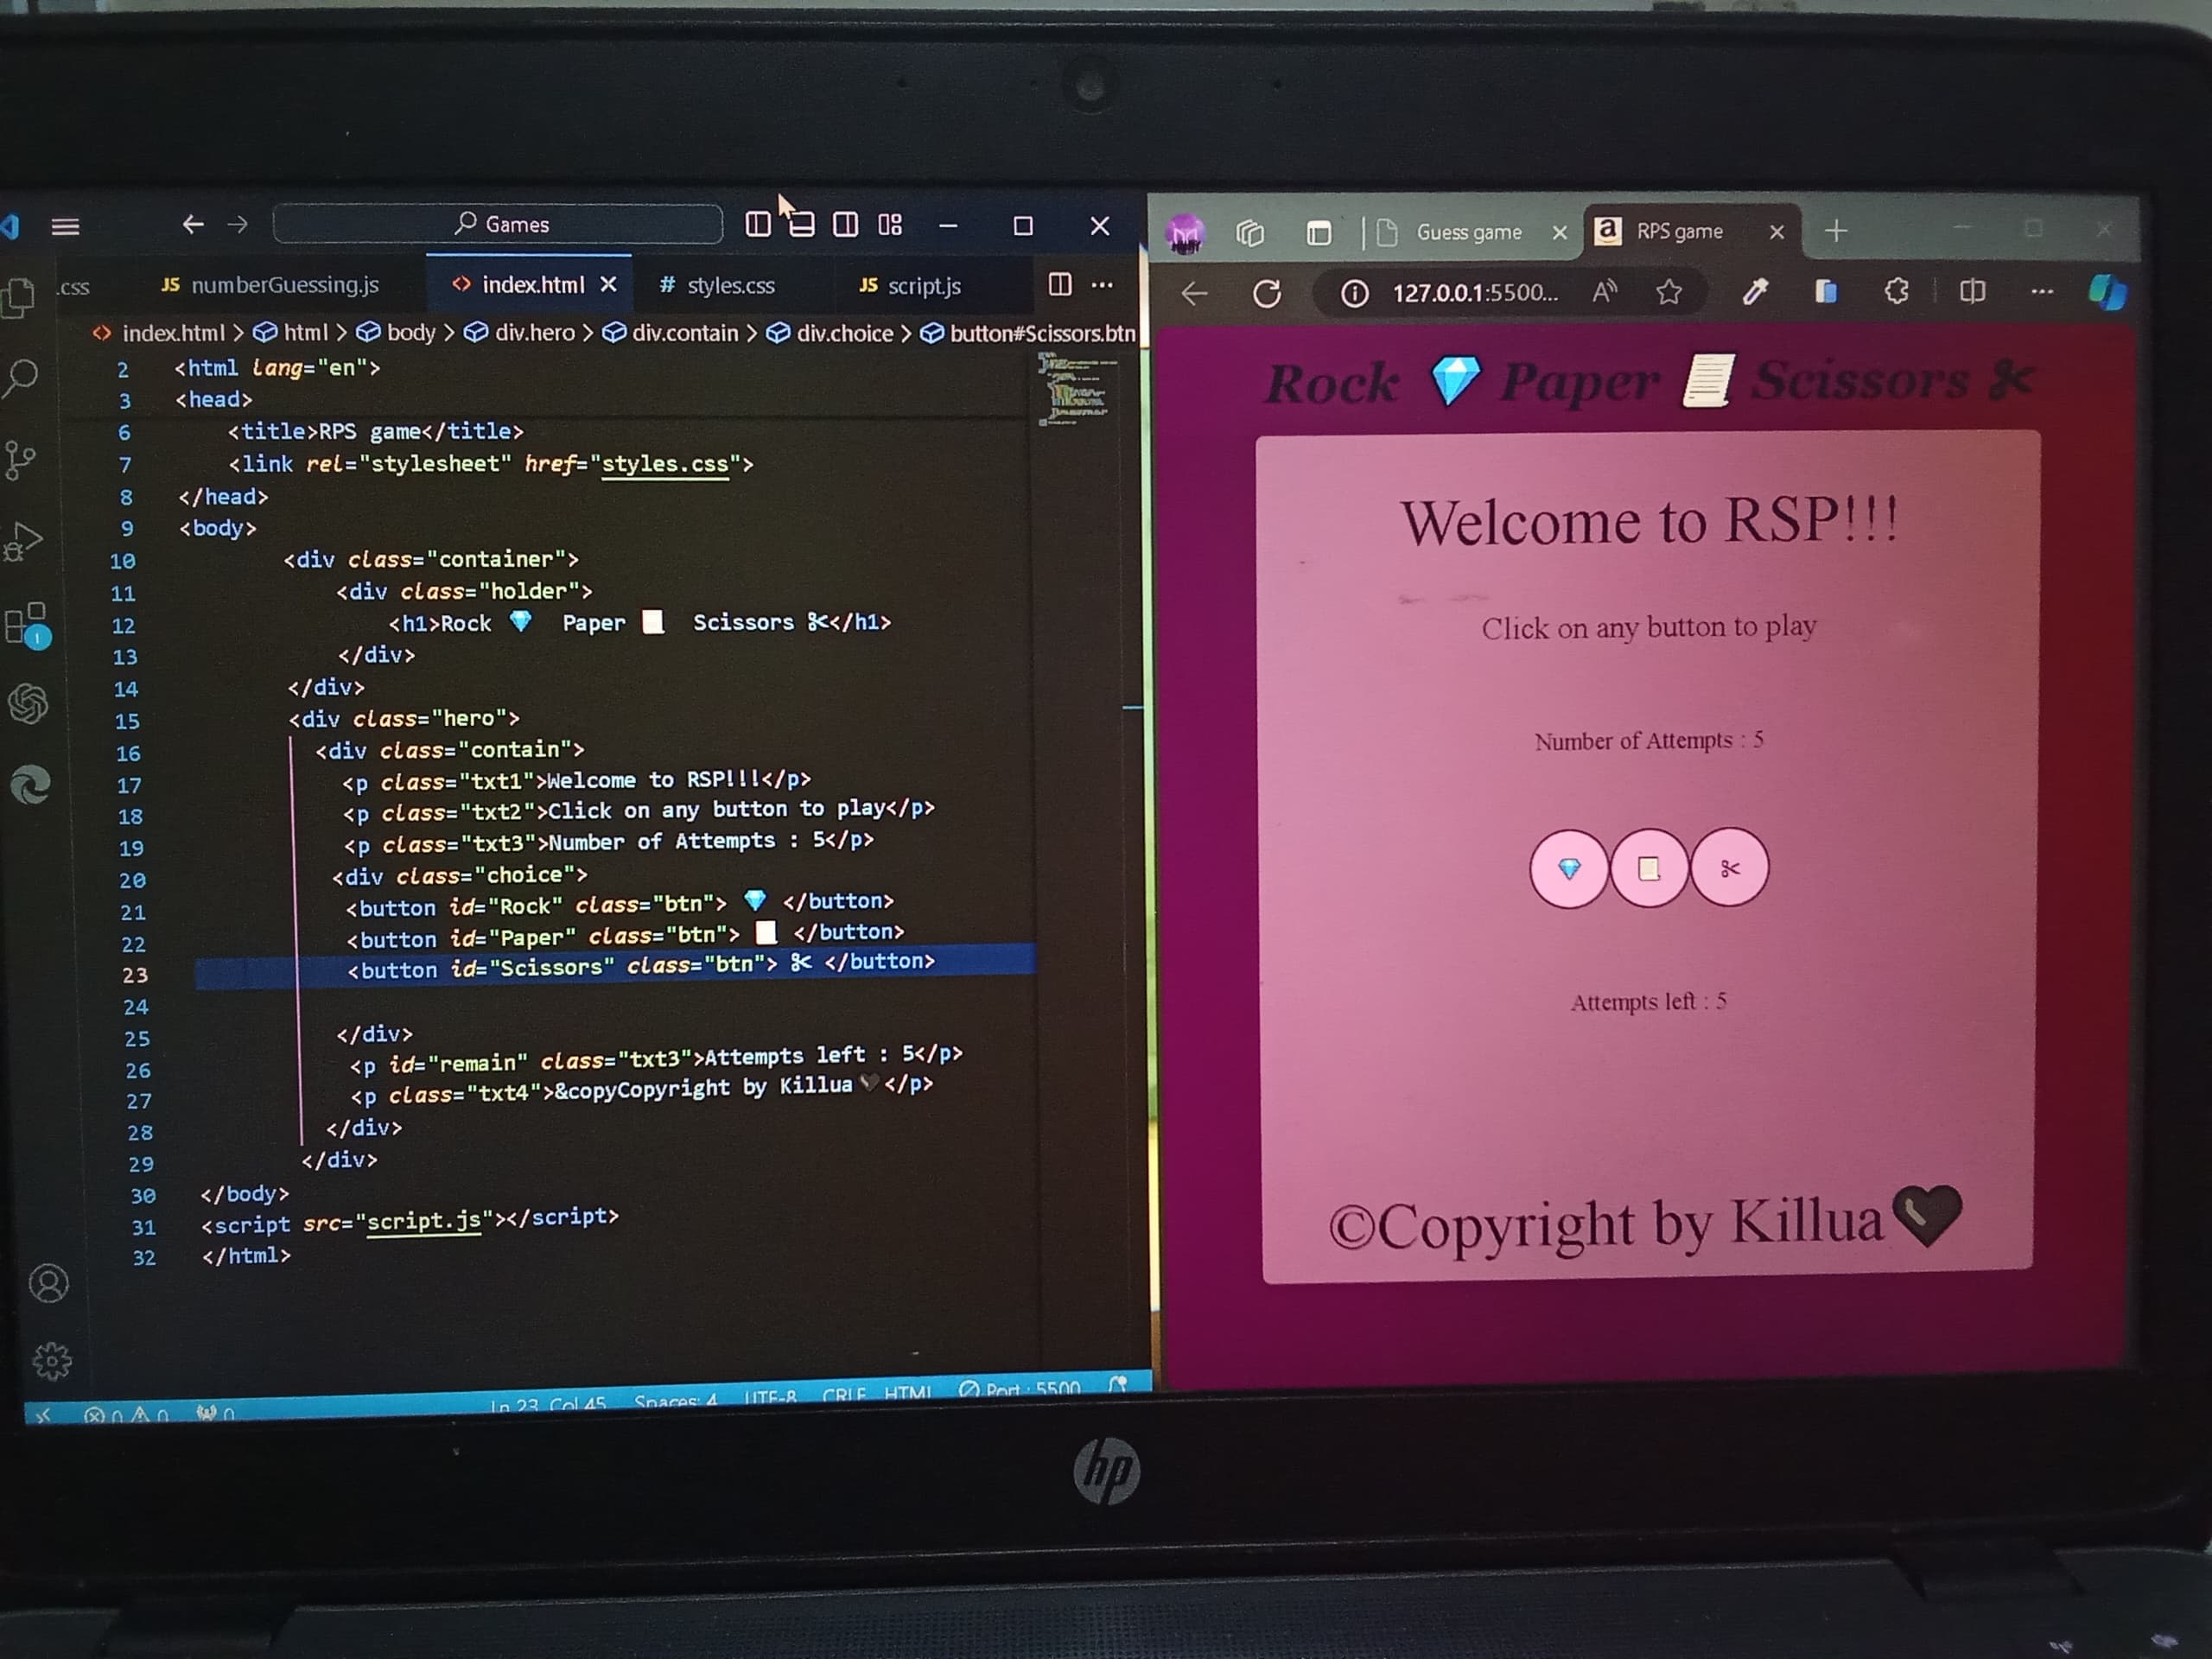 Games
.css JS numberGuessing.js <> index.html # styles.css JS script.js
<> index.html > html > body > div.hero > div.contain > div.choice > button#Scissors.btn
2 <html lang="en">
3 <head>
6 <title>RPS game</title>
7 <link rel="stylesheet" href="styles.css">
8 </head>
9 <body>
10 <div class="container">
11 <div class="holder">
12 <h1>Rock 💎 Paper 📃 Scissors ✂</h1>
13 </div>
14 </div>
15 <div class="hero">
16 <div class="contain">
17 <p class="txt1">Welcome to RSP!!!</p>
18 <p class="txt2">Click on any button to play</p>
19 <p class="txt3">Number of Attempts : 5</p>
20 <div class="choice">
21 <button id="Rock" class="btn"> 💎 </button>
22 <button id="Paper" class="btn"> 📃 </button>
23 <button id="Scissors" class="btn"> ✂ </button>
24
25 </div>
26 <p id="remain" class="txt3">Attempts left : 5</p>
27 <p class="txt4">&copyCopyright by Killua🖤</p>
28 </div>
29 </div>
30 </body>
31 <script src="script.js"></script>
32 </html>
0 0 0 Ln 23, Col 45 Spaces: 4 UTF-8 CRLF HTML Port : 5500
Guess game a RPS game
127.0.0.1:5500...
Rock 💎 Paper 📜 Scissors ✂
Welcome to RSP!!!
Click on any button to play
Number of Attempts : 5
Attempts left : 5
©Copyright by Killua🖤
hp